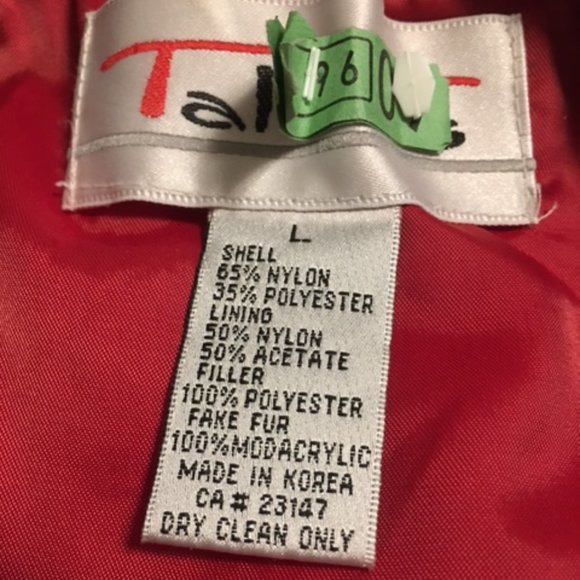 96
L
SHELL
65% NYLON
35% POLYESTER
LINING
50% NYLON
50% ACETATE
FILLER
100% POLYESTER
FAKE FUR
100% MODACRYLIC
MADE IN KOREA
CA # 23147
DRY CLEAN ONLY